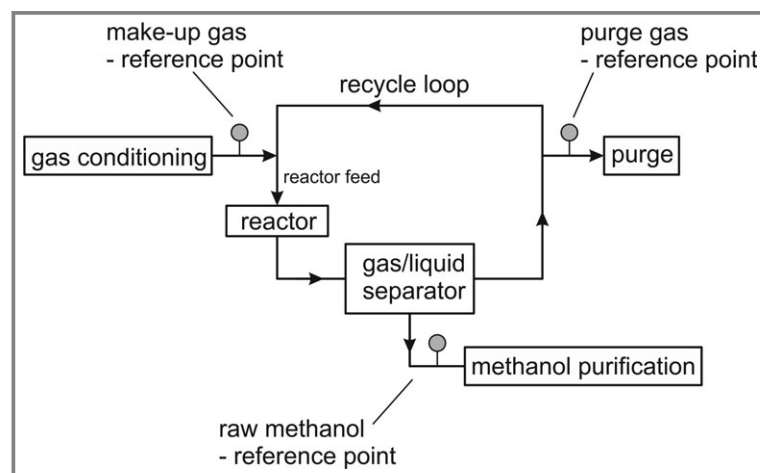 make-up gas
- reference point
purge gas
- reference point
recycle loop
gas conditioning
purge
reactor feed
reactor
gas/liquid
separator
methanol purification
raw methanol
- reference point